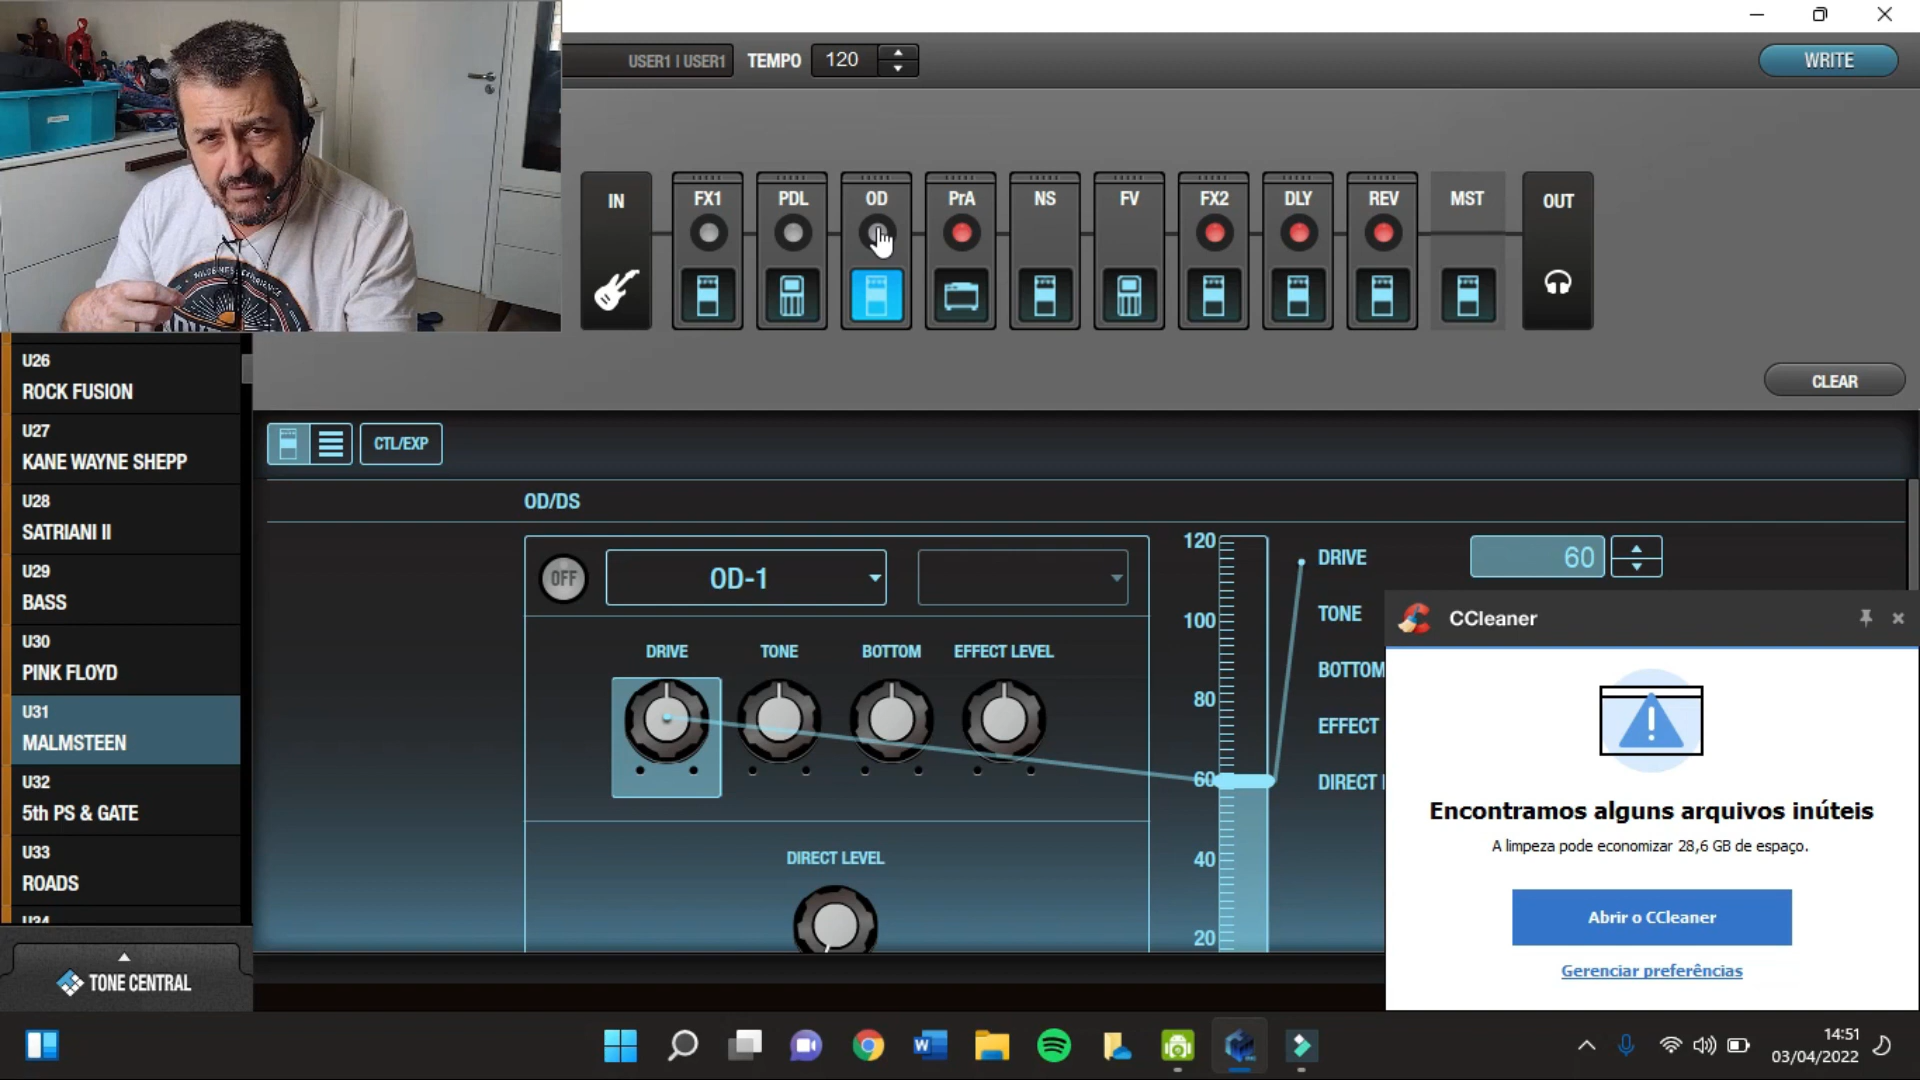 USER1 | USER1
TEMPO
120
WRITE
IN
FX1
PDL
OD
PrA
NS
FV
FX2
DLY
REV
MST
OUT
CLEAR
U26
ROCK FUSION
U27
KANE WAYNE SHEPP
U28
SATRIANI II
U29
BASS
U30
PINK FLOYD
U31
MALMSTEEN
U32
5th PS & GATE
U33
ROADS
U34
TONE CENTRAL
CTL/EXP
OD/DS
OFF
OD-1
DRIVE
TONE
BOTTOM
EFFECT LEVEL
DIRECT LEVEL
120
100
80
60
40
20
DRIVE
60
TONE
BOTTOM
EFFECT
DIRECT
CCleaner
Encontramos alguns arquivos inúteis
A limpeza pode economizar 28,6 GB de espaço.
Abrir o CCleaner
Gerenciar preferências
14:51
03/04/2022